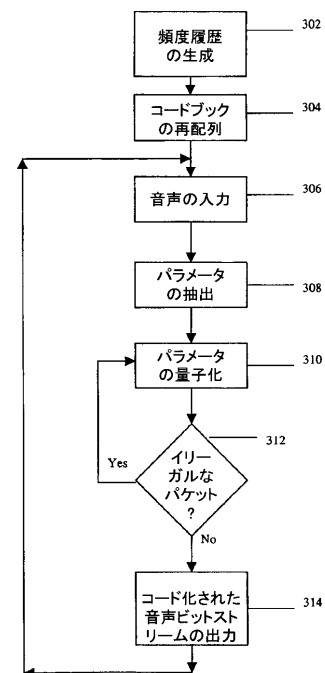 頻度履歴
の生成
302
コードブック
の再配列
304
音声の入力
306
パラメータ
の抽出
308
パラメータ
の量子化
310
イリー
ガルな
パケット
?
312
Yes
No
コード化された
音声ビットスト
リームの出力
314